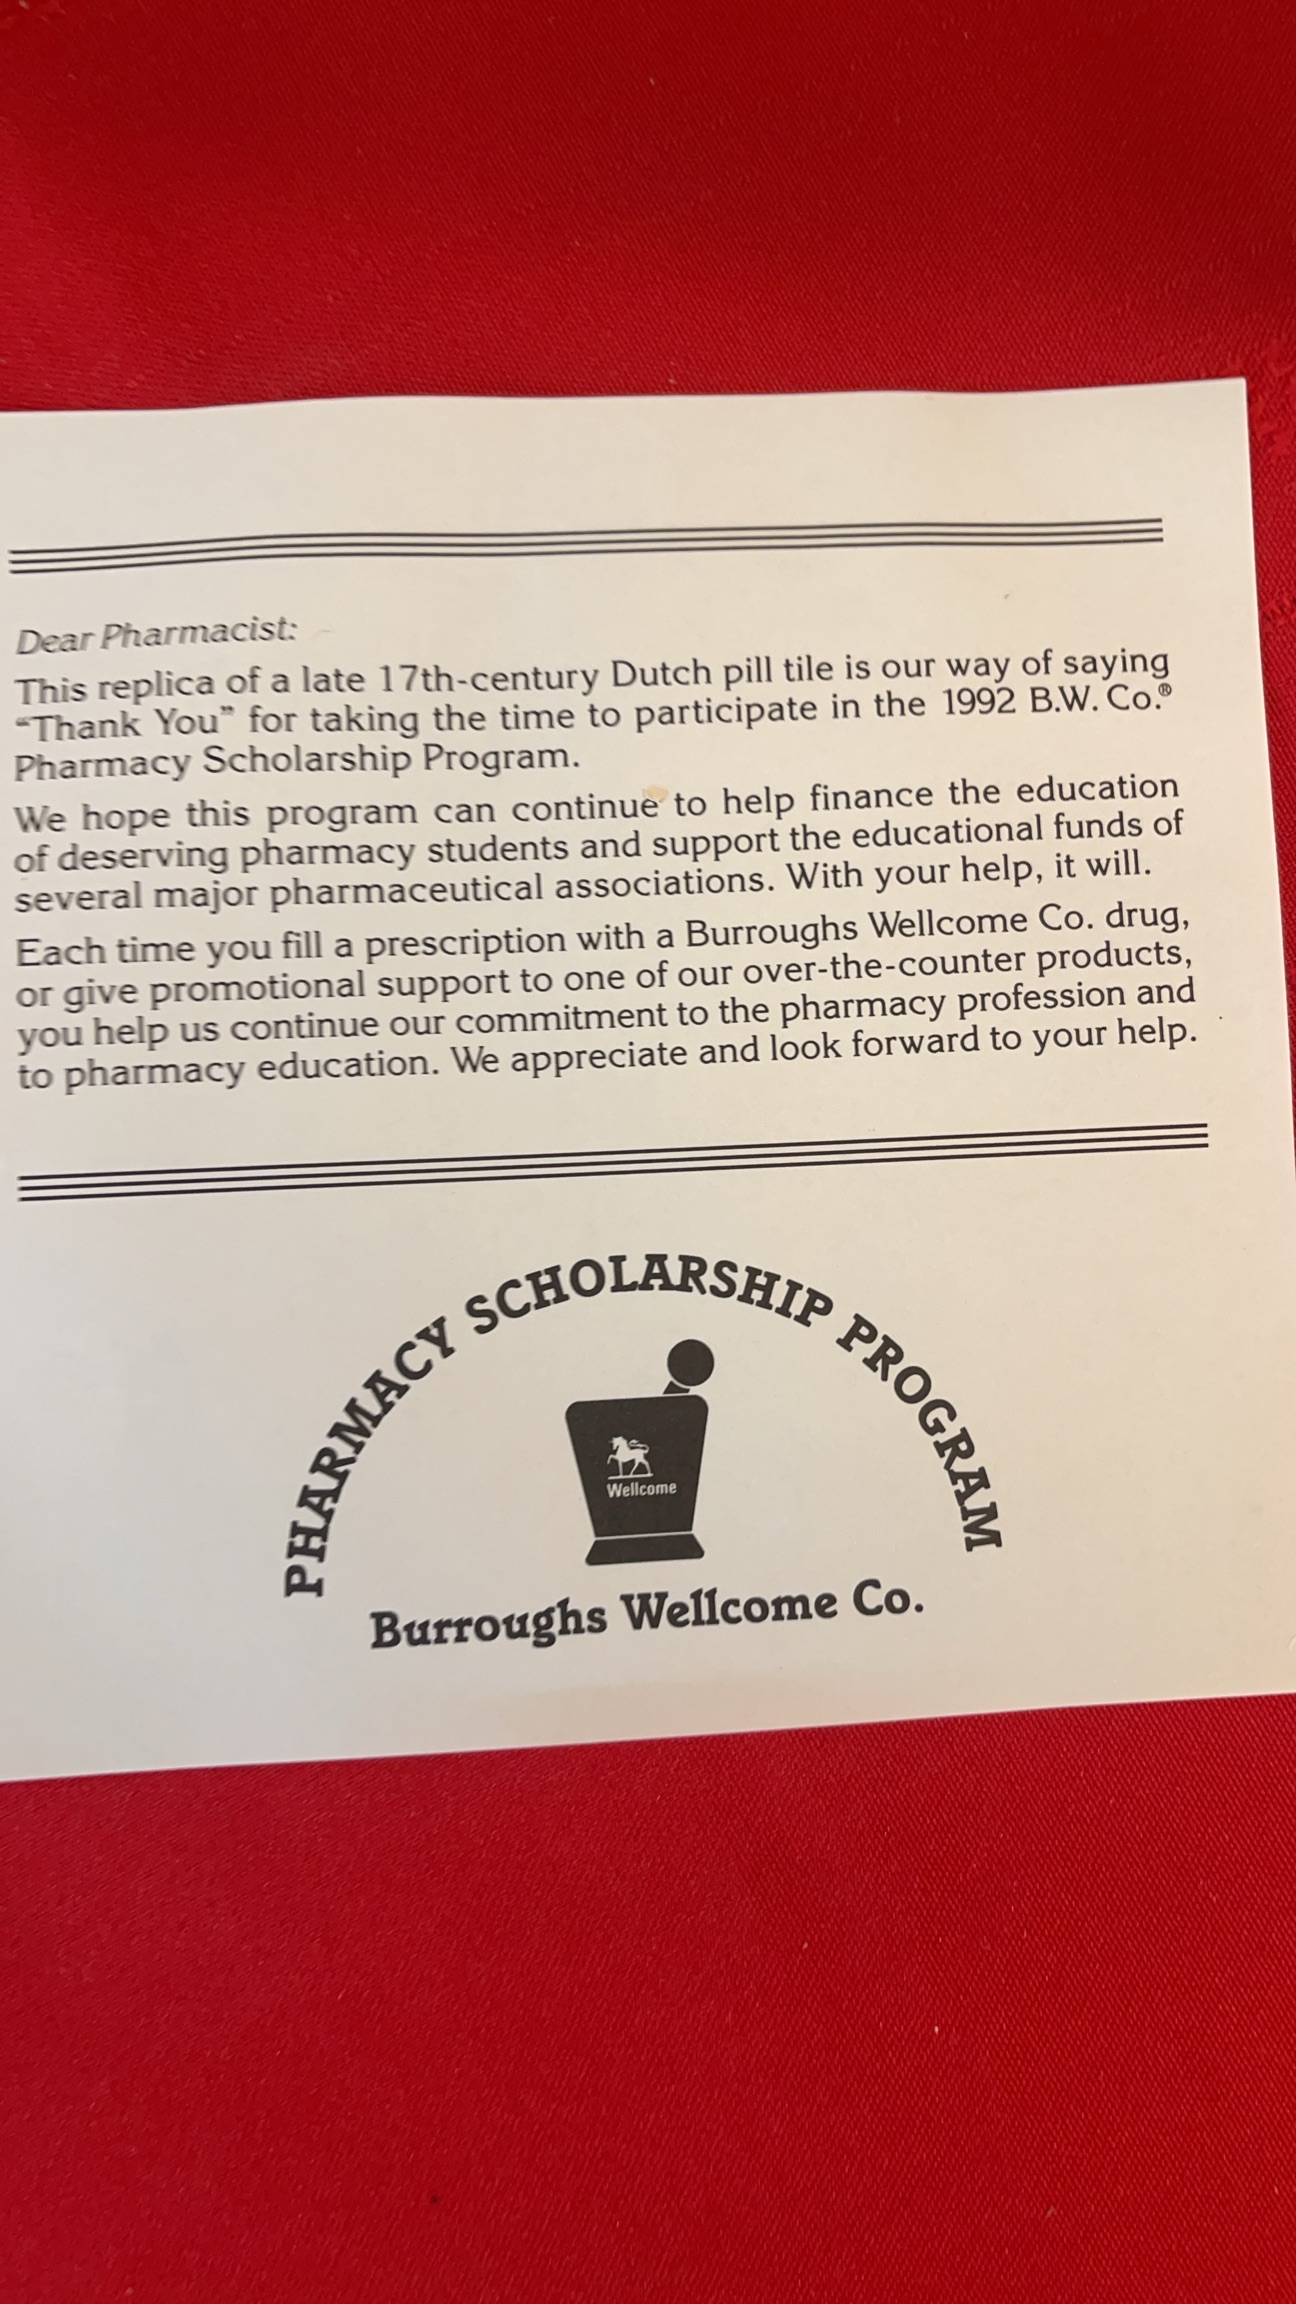 Dear Pharmacist:
This replica of a late 17th-century Dutch pill tile is our way of saying
“Thank You” for taking the time to participate in the 1992 B.W. Co.®
Pharmacy Scholarship Program.
We hope this program can continue to help finance the education
of deserving pharmacy students and support the educational funds of
several major pharmaceutical associations. With your help, it will.
Each time you fill a prescription with a Burroughs Wellcome Co. drug,
or give promotional support to one of our over-the-counter products,
you help us continue our commitment to the pharmacy profession and
to pharmacy education. We appreciate and look forward to your help.
PHARMACY SCHOLARSHIP PROGRAM
Wellcome
Burroughs Wellcome Co.